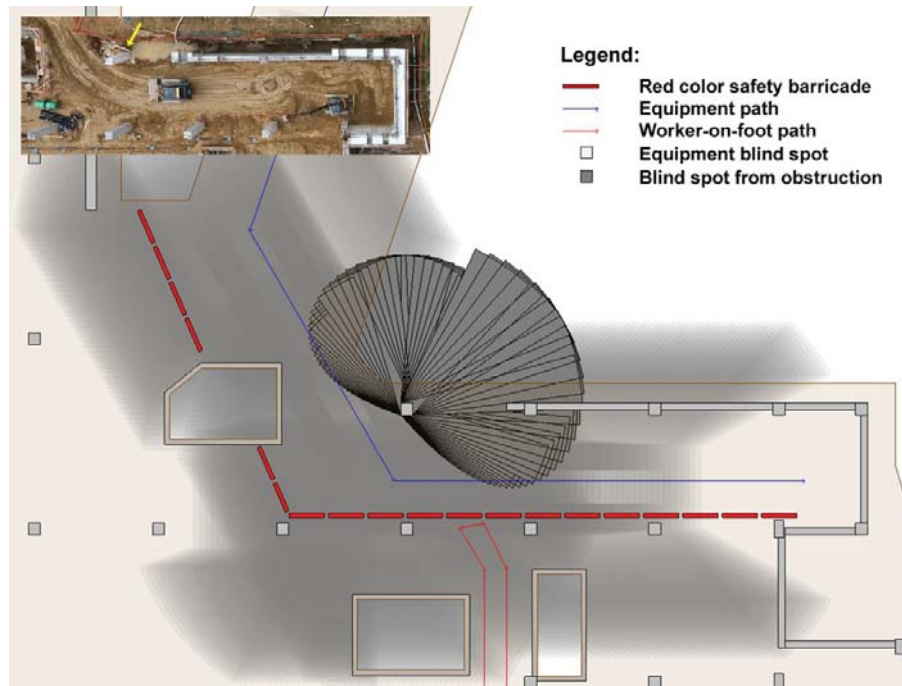 Legend:
Red color safety barricade
Equipment path
Worker-on-foot path
Equipment blind spot
Blind spot from obstruction